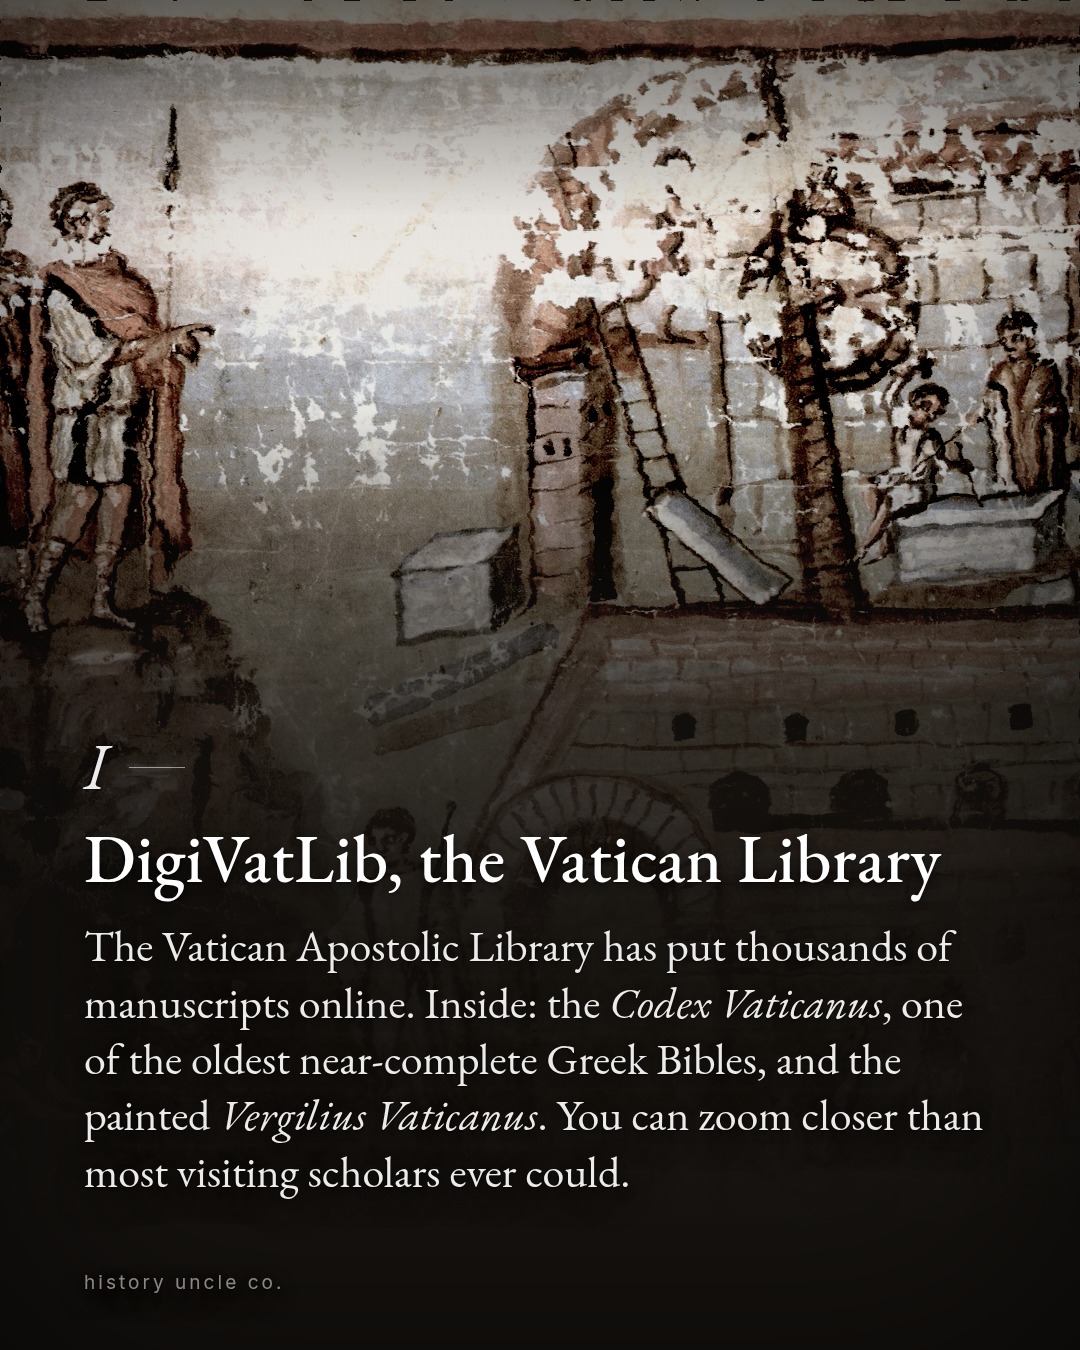 I
DigiVatLib, the Vatican Library
The Vatican Apostolic Library has put thousands of
manuscripts online. Inside: the Codex Vaticanus, one
of the oldest near-complete Greek Bibles, and the
painted Vergilius Vaticanus. You can zoom closer than
most visiting scholars ever could.
history uncle co.